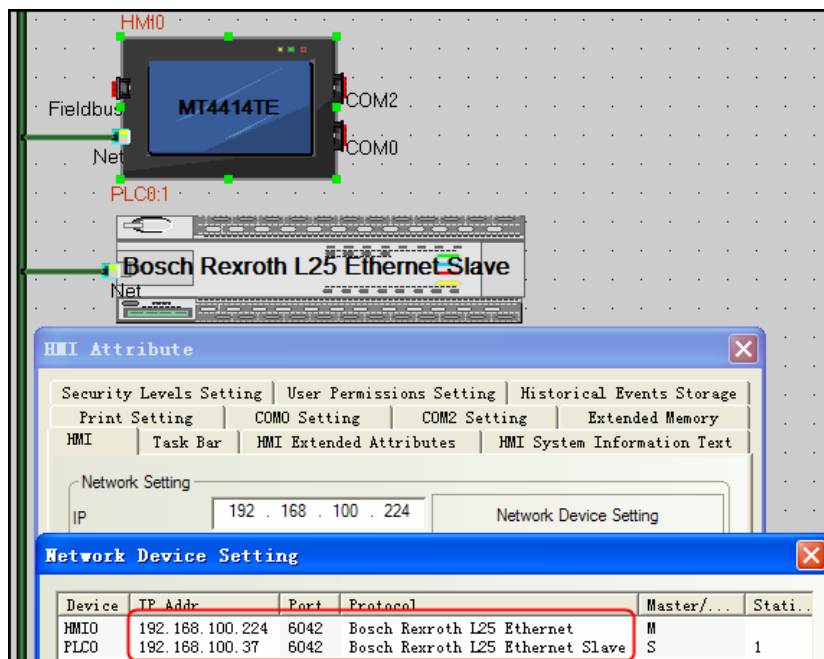 HMI0
MT4414TE
Fieldbus
COM2
Net
COM0
PLC0:1
Bosch Rexroth L25 Ethernet Slave
Net
HMI Attribute
Security Levels Setting User Permissions Setting Historical Events Storage
Print Setting COM0 Setting COM2 Setting Extended Memory
HMI Task Bar HMI Extended Attributes HMI System Information Text
Network Setting
IP 192 . 168 . 100 . 224 Network Device Setting
Network Device Setting
Device IP Addr Port Protocol Master/... Stati..
HMI0 192.168.100.224 6042 Bosch Rexroth L25 Ethernet M
PLC0 192.168.100.37 6042 Bosch Rexroth L25 Ethernet Slave S 1